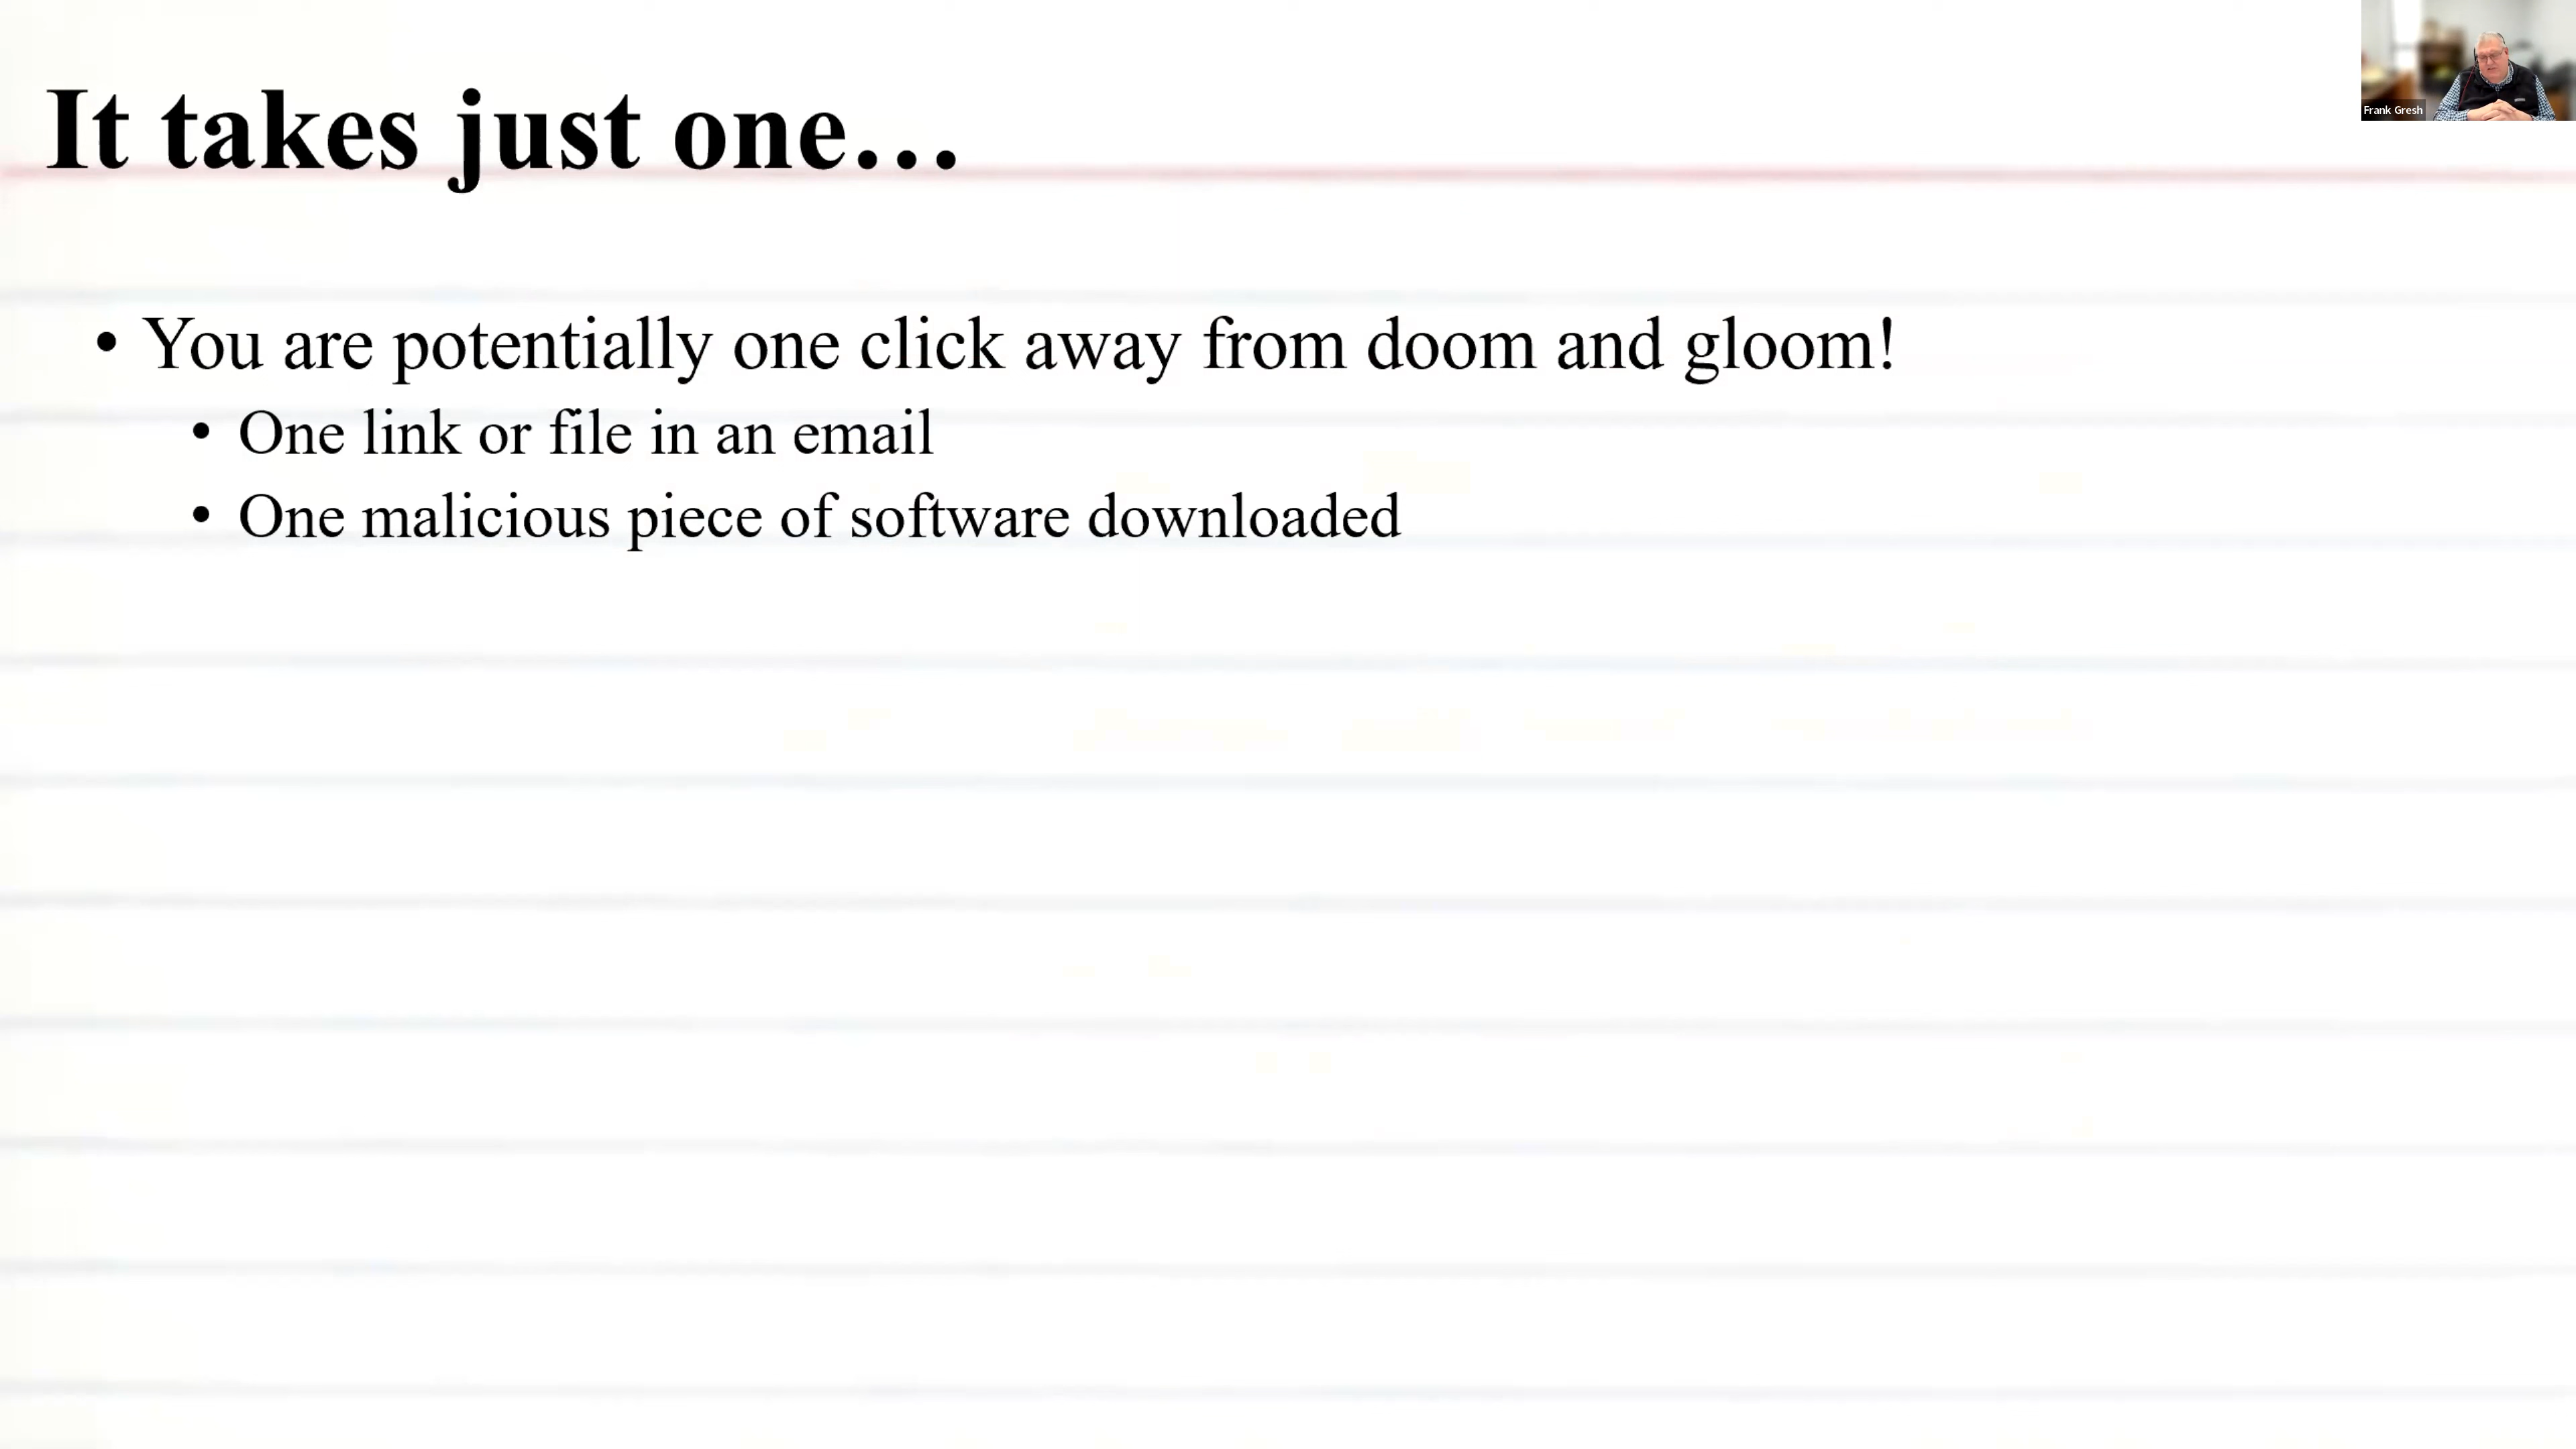 It takes just one…
Frank Gresh
• You are potentially one click away from doom and gloom!
• One link or file in an email
• One malicious piece of software downloaded